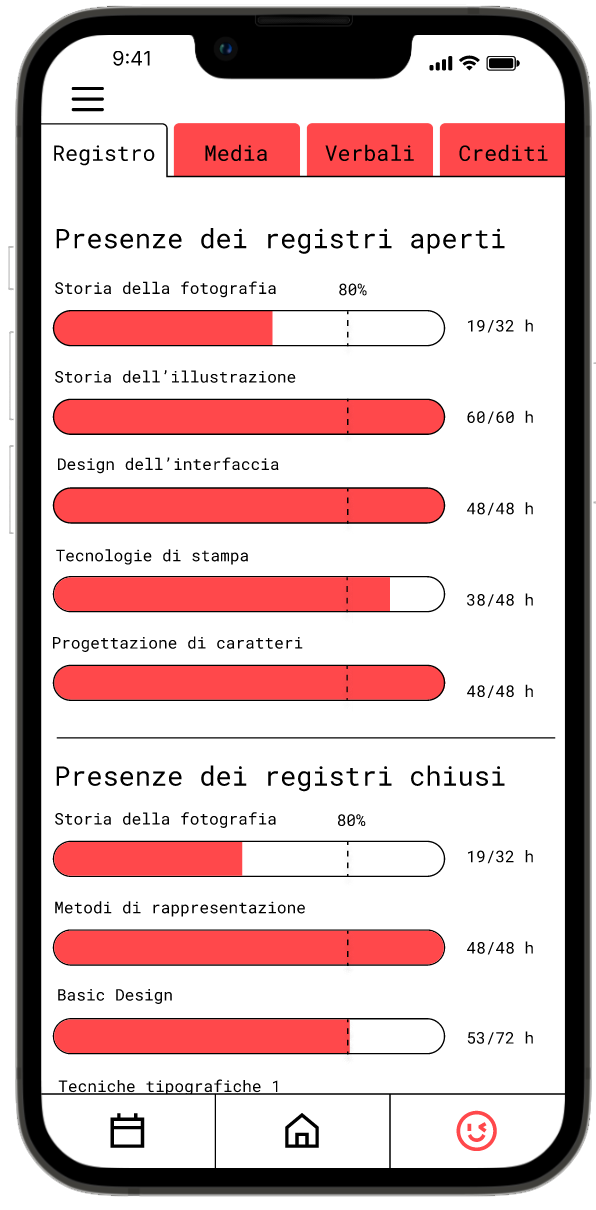 9:41
Registro Media Verbali Crediti
Presenze dei registri aperti
Storia della fotografia 80%
19/32 h
Storia dell’illustrazione
60/60 h
Design dell’interfaccia
48/48 h
Tecnologie di stampa
38/48 h
Progettazione di caratteri
48/48 h
Presenze dei registri chiusi
Storia della fotografia 80%
19/32 h
Metodi di rappresentazione
48/48 h
Basic Design
53/72 h
Tecniche tipografiche 1